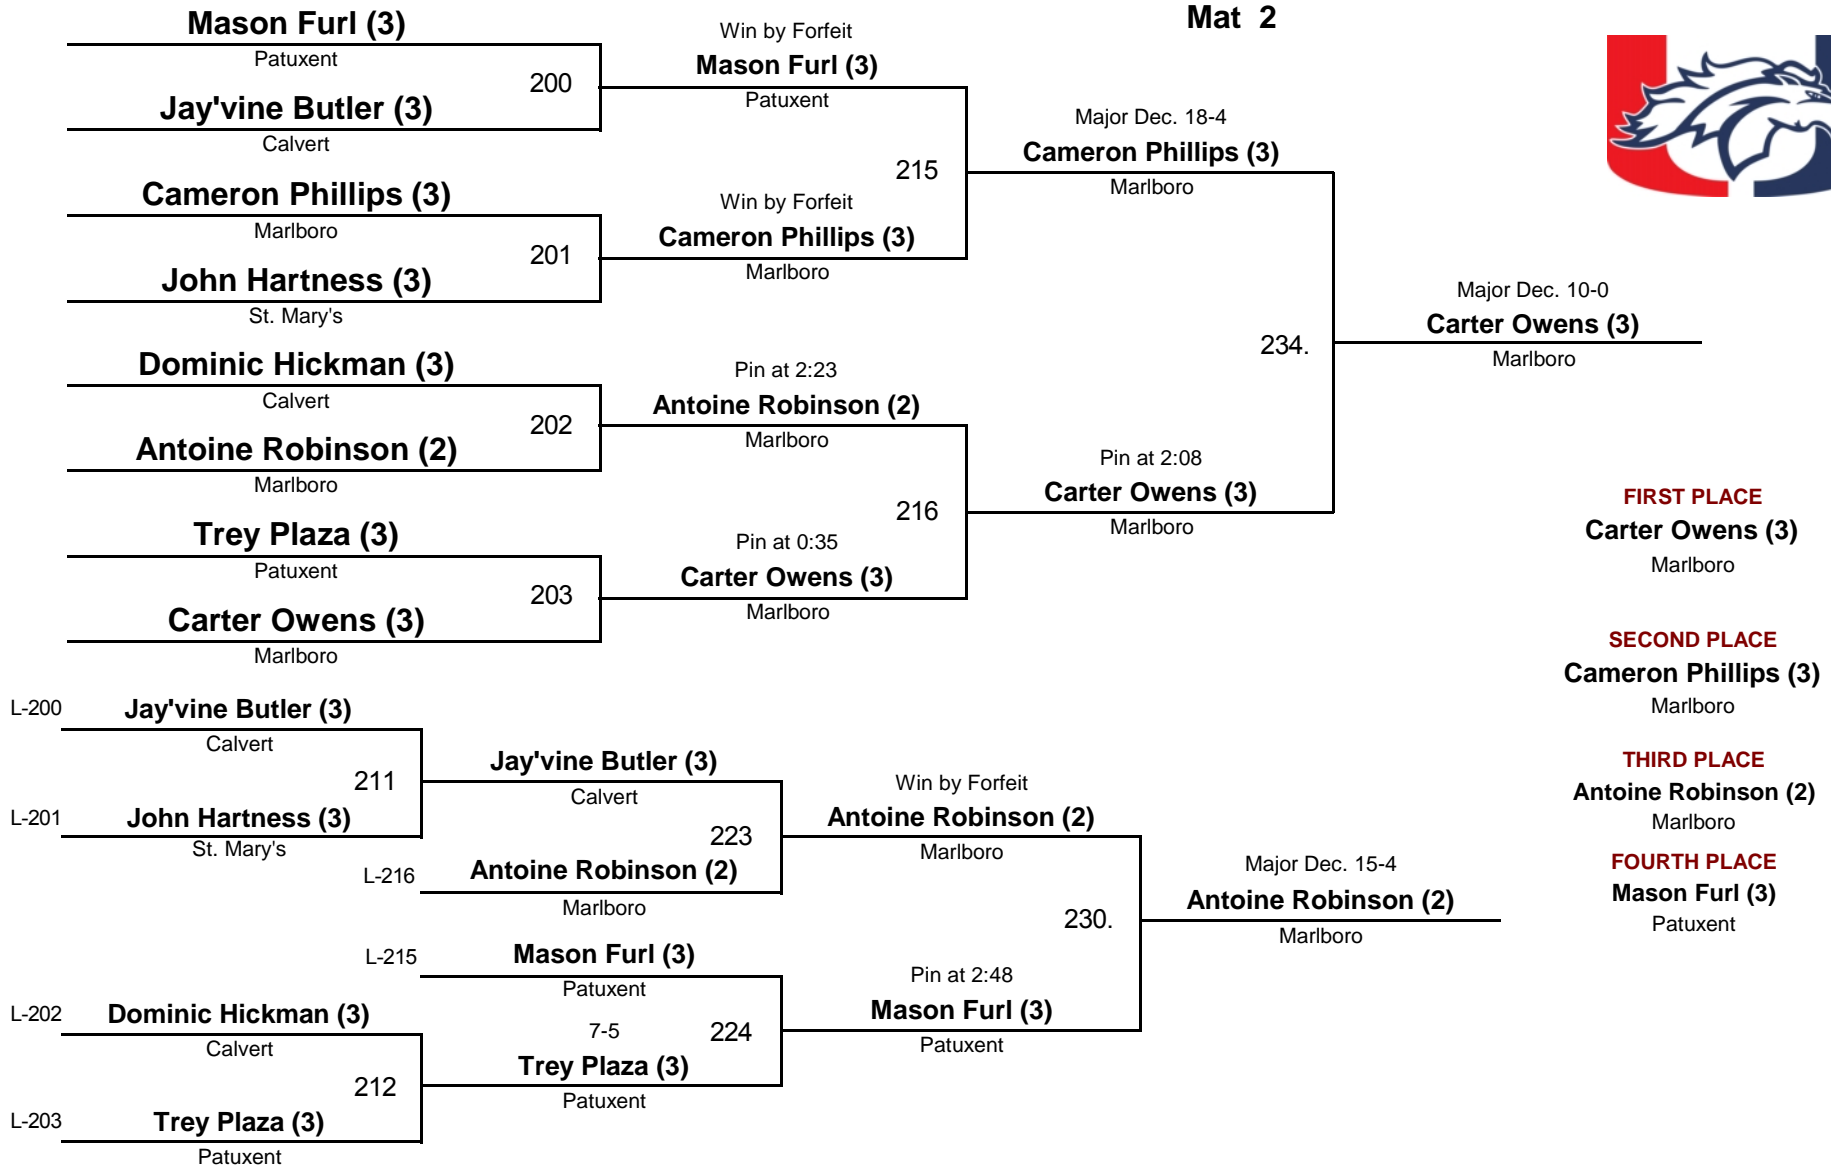 Mat 2
Mason Furl (3)
Patuxent
200
Jay'vine Butler (3)
Calvert
Cameron Phillips (3)
Marlboro
201
John Hartness (3)
St. Mary's
Dominic Hickman (3)
Calvert
202
Antoine Robinson (2)
Marlboro
Trey Plaza (3)
Patuxent
203
Carter Owens (3)
Marlboro
Win by Forfeit
Mason Furl (3)
Patuxent
215
Win by Forfeit
Cameron Phillips (3)
Marlboro
Pin at 2:23
Antoine Robinson (2)
Marlboro
216
Pin at 0:35
Carter Owens (3)
Marlboro
Major Dec. 18-4
Cameron Phillips (3)
Marlboro
234.
Pin at 2:08
Carter Owens (3)
Marlboro
Major Dec. 10-0
Carter Owens (3)
Marlboro
FIRST PLACE
Carter Owens (3)
Marlboro
SECOND PLACE
Cameron Phillips (3)
Marlboro
THIRD PLACE
Antoine Robinson (2)
Marlboro
FOURTH PLACE
Mason Furl (3)
Patuxent
L-200
Jay'vine Butler (3)
Calvert
211
L-201
John Hartness (3)
St. Mary's
Jay'vine Butler (3)
Calvert
223
L-216
Antoine Robinson (2)
Marlboro
L-215
Mason Furl (3)
Patuxent
L-202
Dominic Hickman (3)
Calvert
212
L-203
Trey Plaza (3)
Patuxent
7-5
224
Trey Plaza (3)
Patuxent
Win by Forfeit
Antoine Robinson (2)
Marlboro
230.
Pin at 2:48
Mason Furl (3)
Patuxent
Major Dec. 15-4
Antoine Robinson (2)
Marlboro